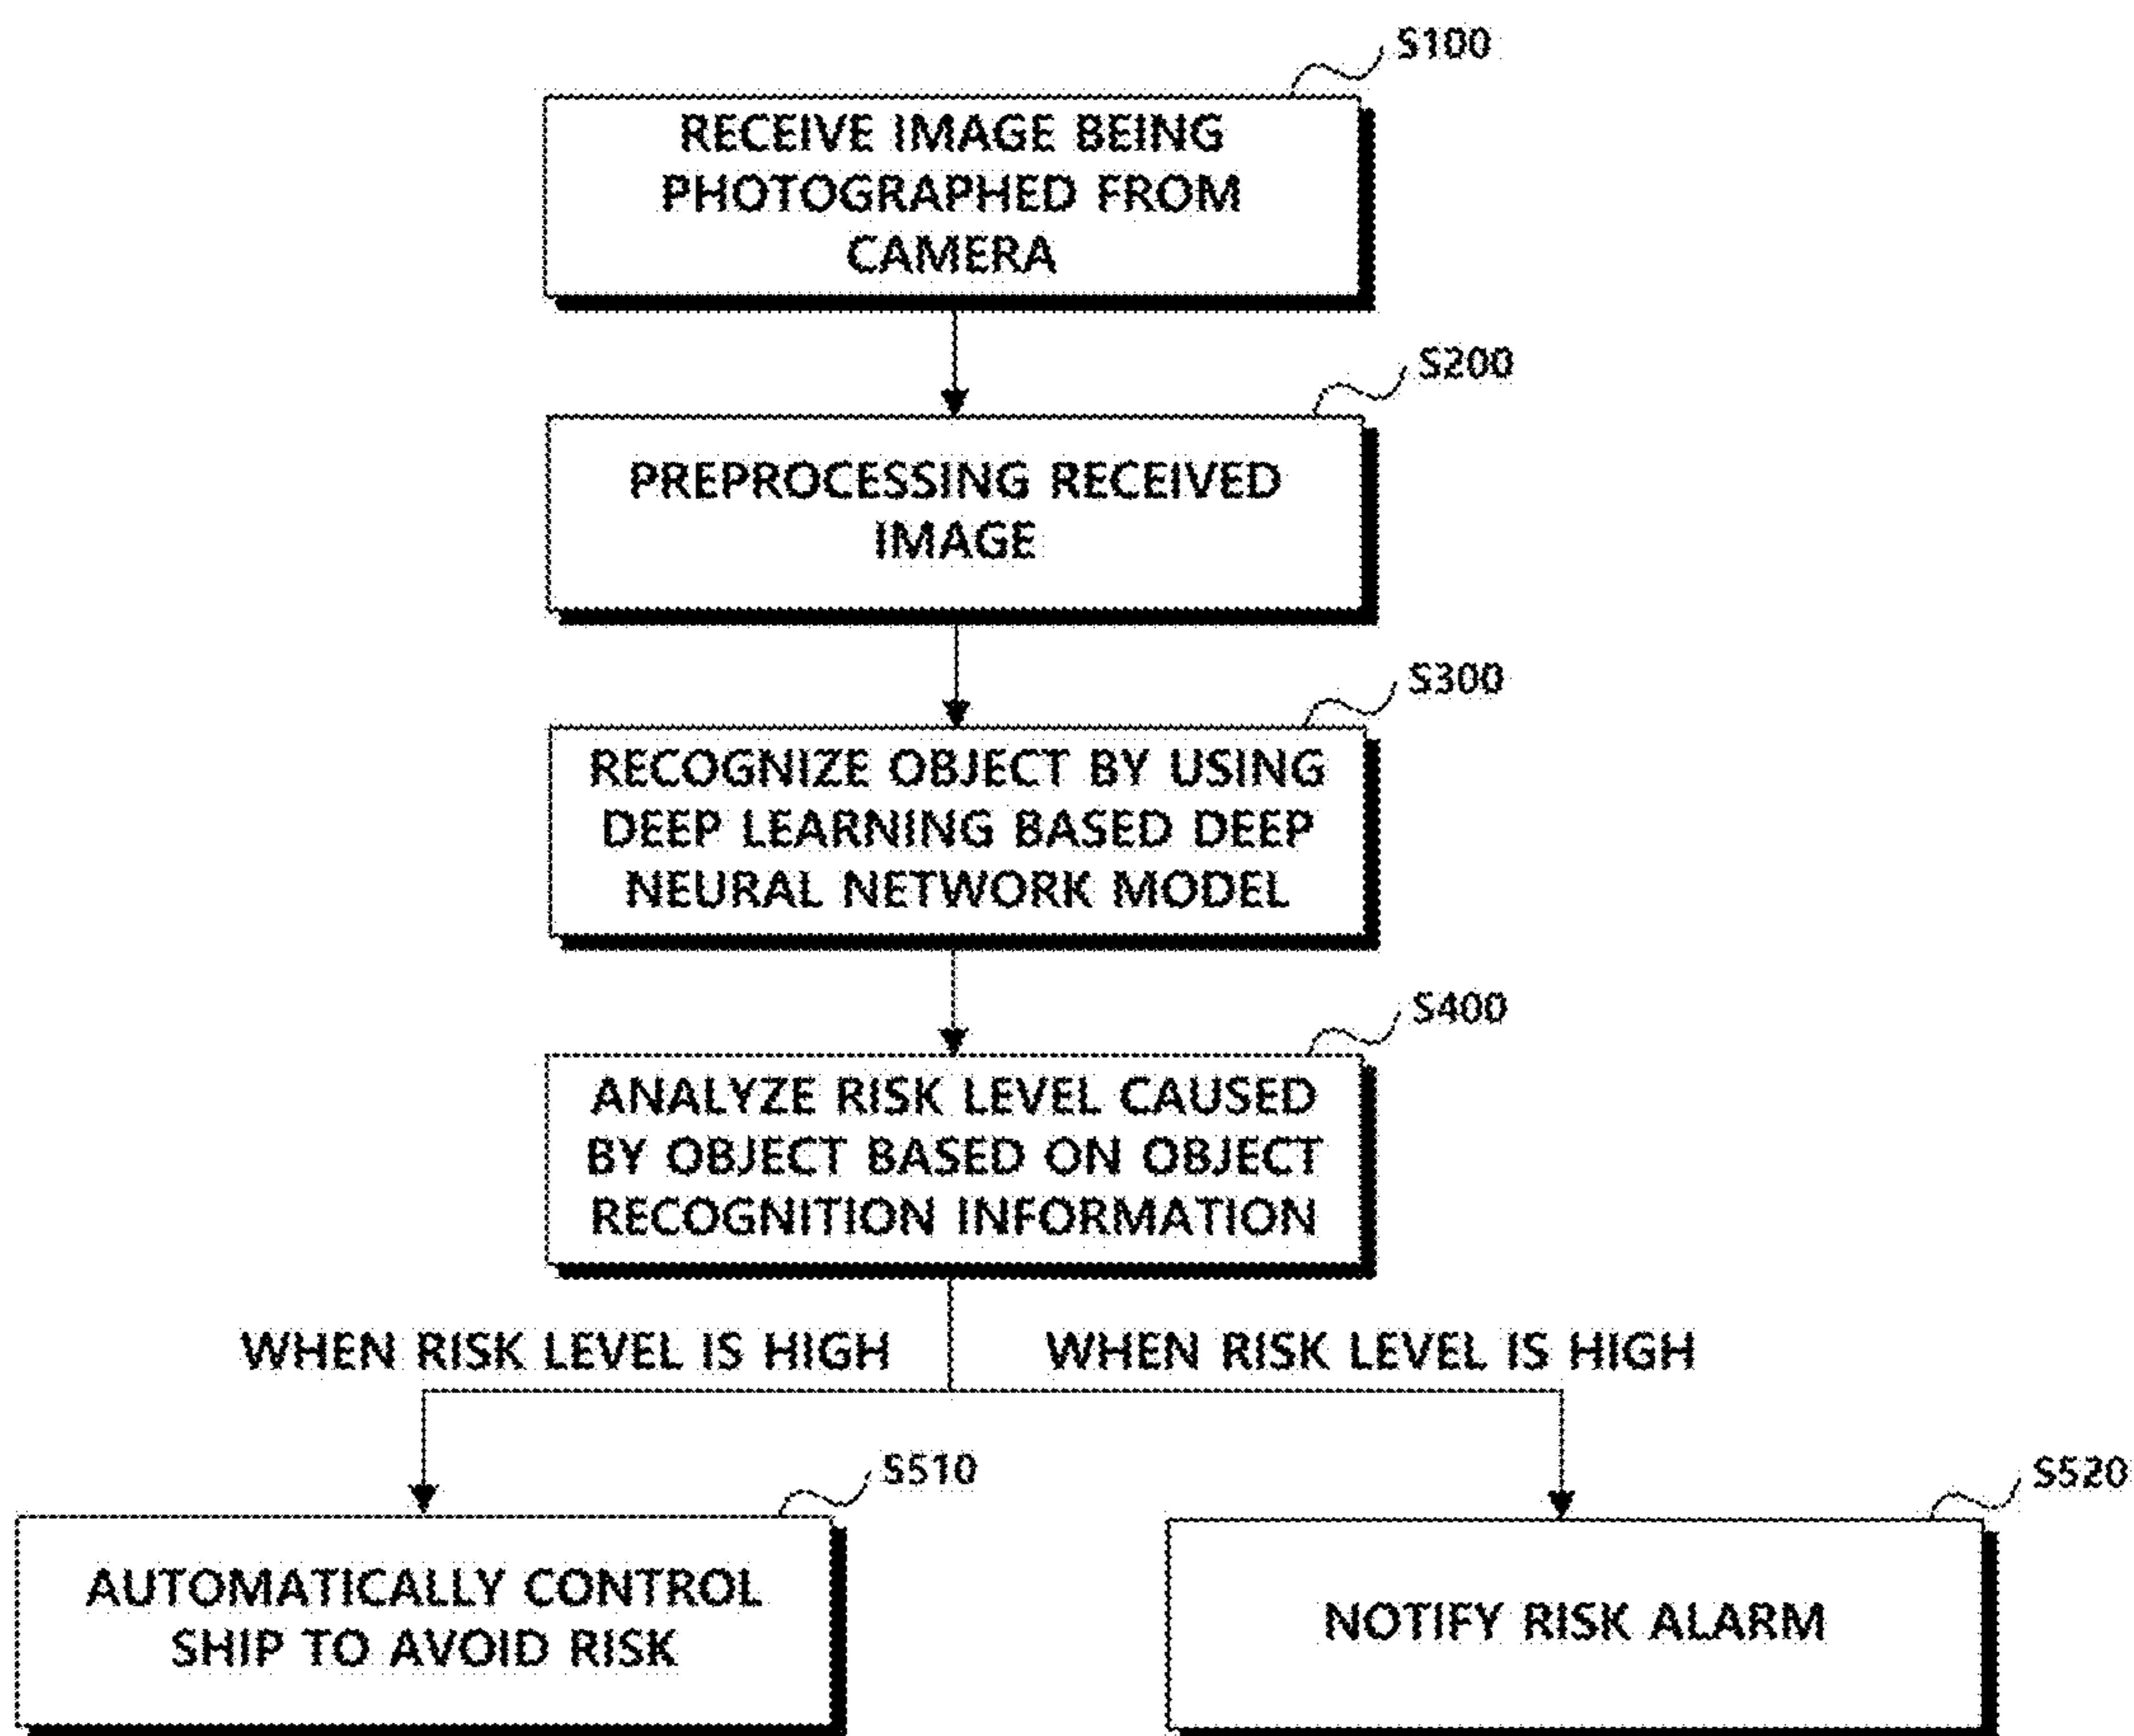 S100
RECEIVE IMAGE BEING
PHOTOGRAPHED FROM
CAMERA
S200
PREPROCESSING RECEIVED
IMAGE
S300
RECOGNIZE OBJECT BY USING
DEEP LEARNING BASED DEEP
NEURAL NETWORK MODEL
S400
ANALYZE RISK LEVEL CAUSED
BY OBJECT BASED ON OBJECT
RECOGNITION INFORMATION
WHEN RISK LEVEL IS HIGH
WHEN RISK LEVEL IS HIGH
S510
AUTOMATICALLY CONTROL
SHIP TO AVOID RISK
S520
NOTIFY RISK ALARM